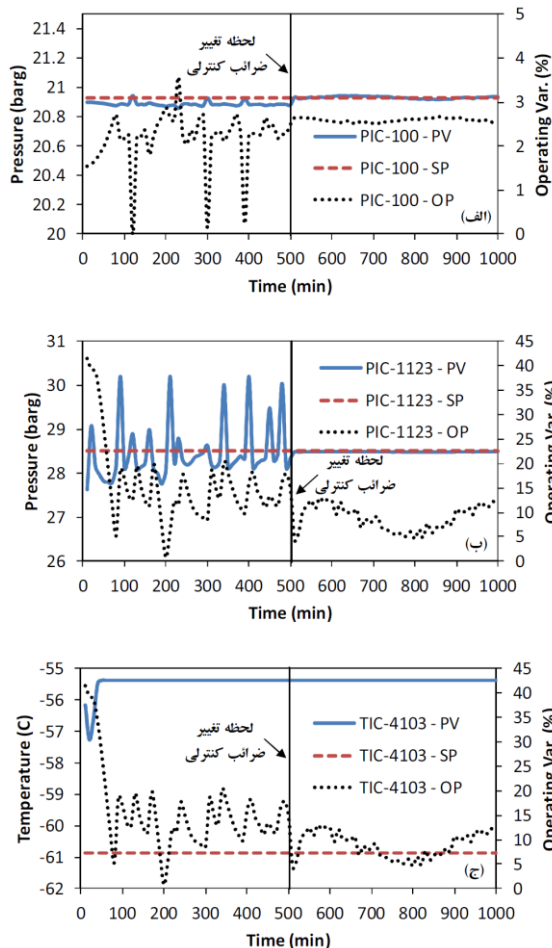 21.4
21.2
21
20.8
20.6
20.4
20.2
20
Pressure (barg)
5
4
3
2
1
0
Operating Var. (%)
لحظه تغییر
ضرائب کنترلی
PIC-100 - PV
PIC-100 - SP
PIC-100 - OP
(الف)
0 100 200 300 400 500 600 700 800 900 1000
Time (min)
31
30
29
28
27
26
Pressure (barg)
45
40
35
30
25
20
15
10
5
0
Operating Var. (%)
PIC-1123 - PV
PIC-1123 - SP
PIC-1123 - OP
لحظه تغییر
ضرائب کنترلی
(ب)
0 100 200 300 400 500 600 700 800 900 1000
Time (min)
-55
-56
-57
-58
-59
-60
-61
-62
Temperature (C)
45
40
35
30
25
20
15
10
5
0
Operating Var. (%)
لحظه تغییر
ضرائب کنترلی
TIC-4103 - PV
TIC-4103 - SP
TIC-4103 - OP
(ج)
0 100 200 300 400 500 600 700 800 900 1000
Time (min)